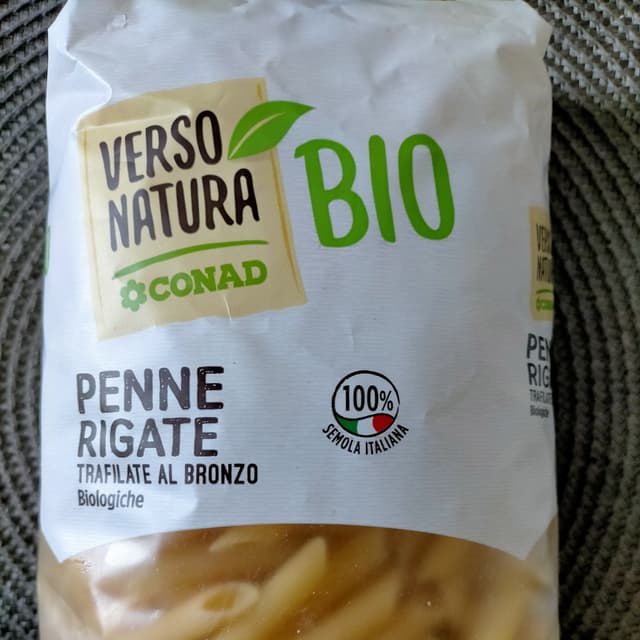 VERSO
NATURA
CONAD
BIO
PENNE
RIGATE
TRAFILATE AL BRONZO
Biologiche
100%
SEMOLA ITALIANA